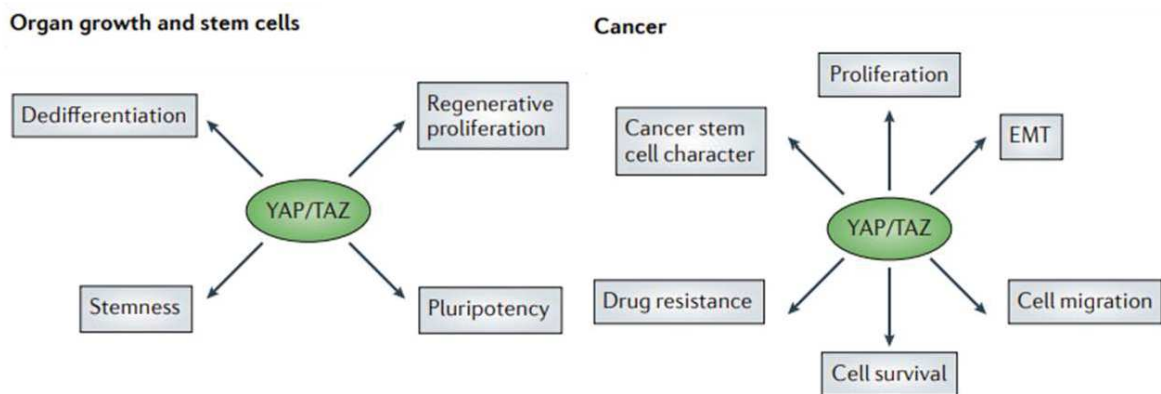 Organ growth and stem cells
Dedifferentiation
Regenerative
proliferation
YAP/TAZ
Stemness
Pluripotency
Cancer
Proliferation
Cancer stem
cell character
EMT
YAP/TAZ
Drug resistance
Cell migration
Cell survival